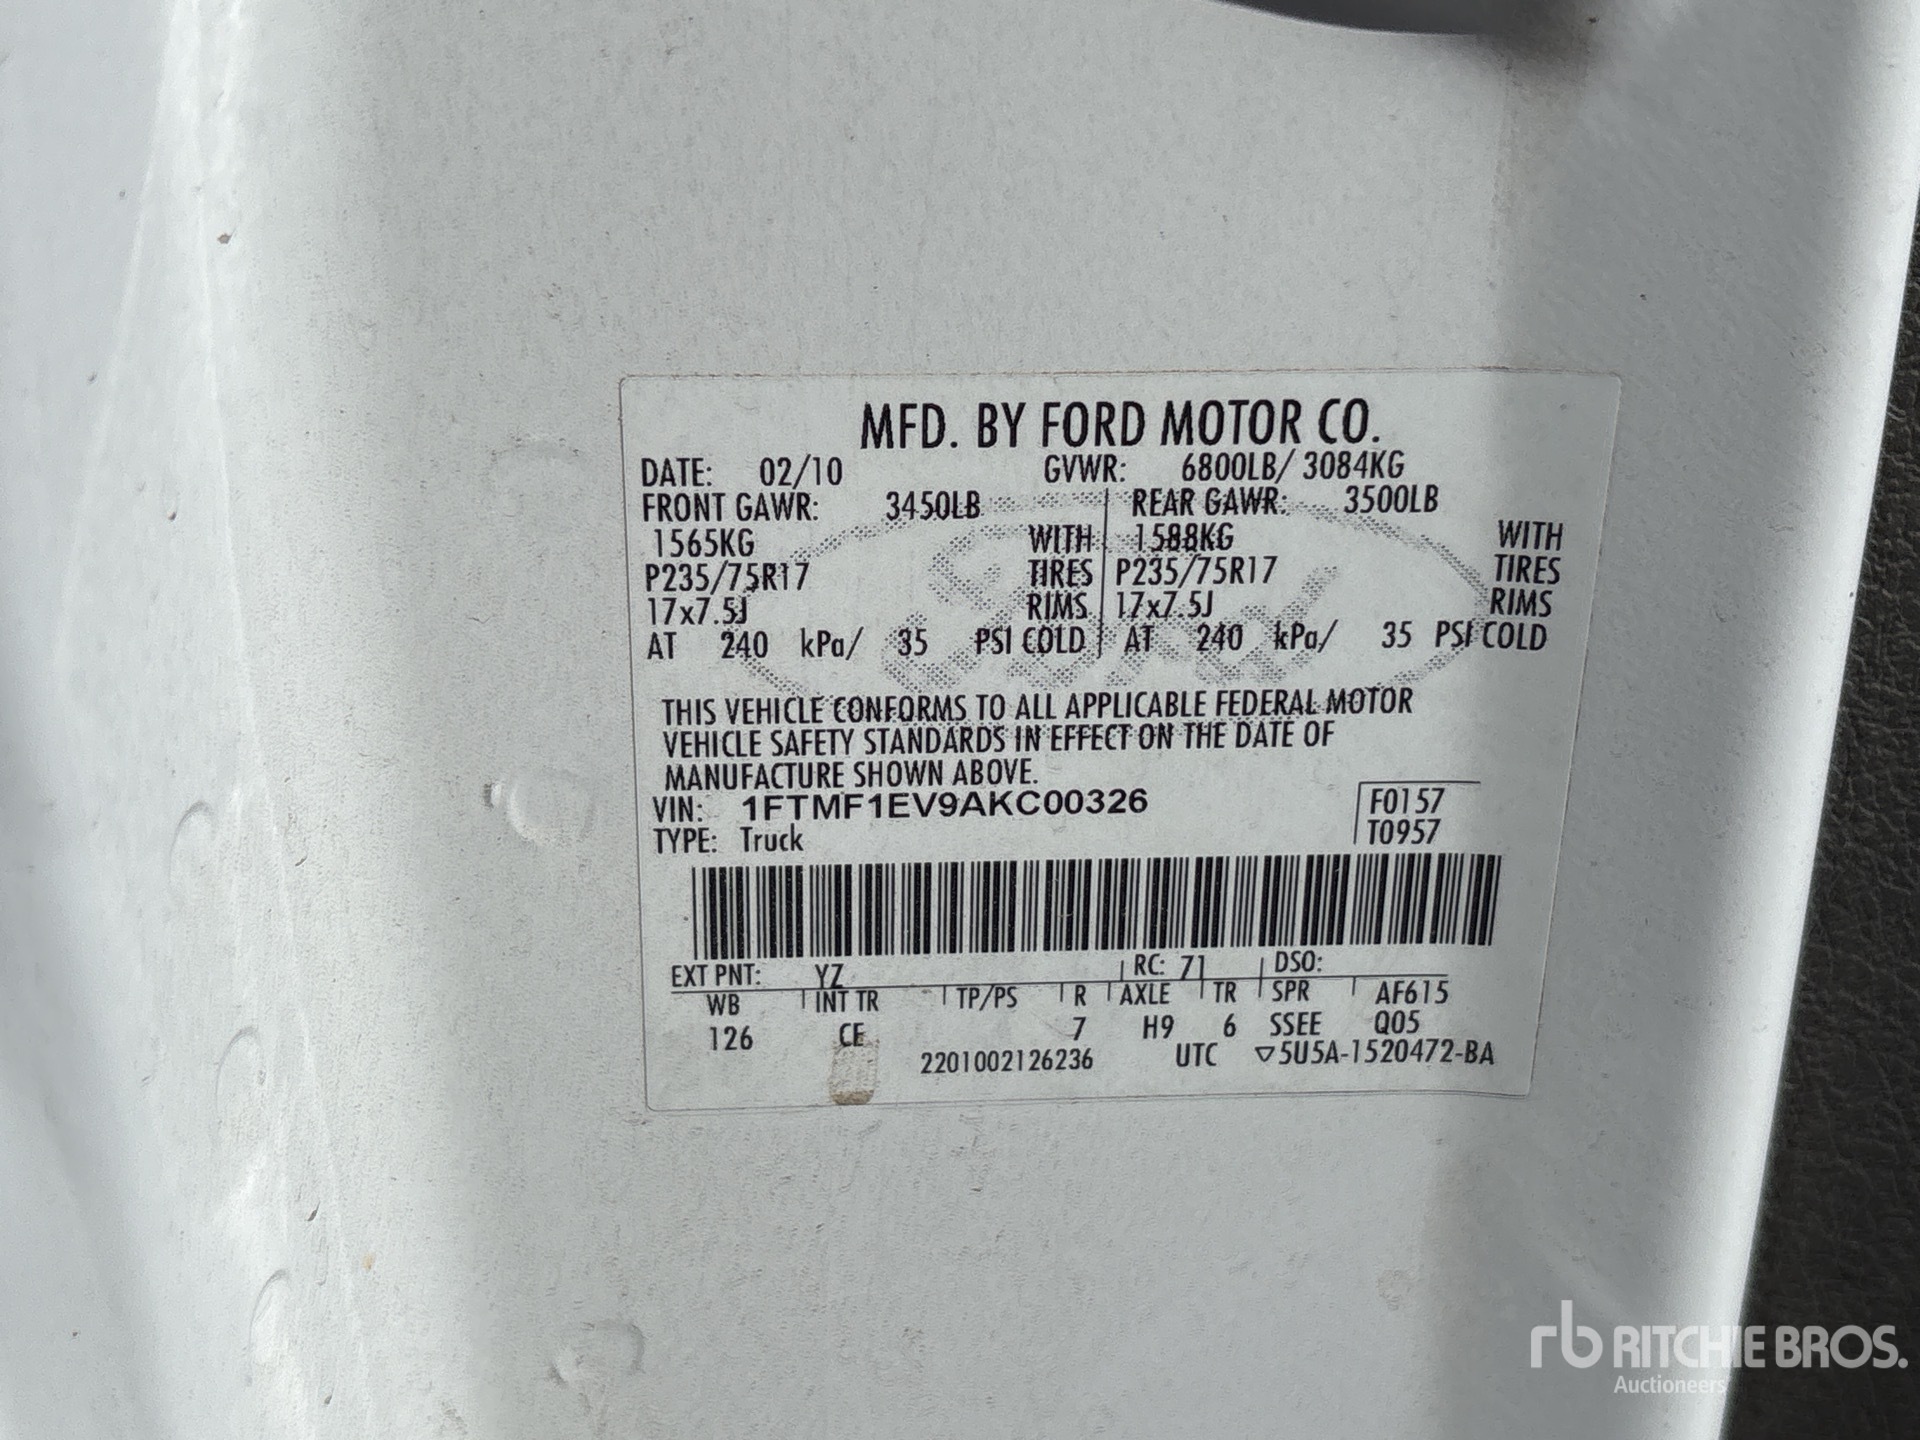 MFD. BY FORD MOTOR CO.
DATE: 02/10 GVWR: 6800LB/ 3084KG
FRONT GAWR: 3450LB REAR GAWR: 3500LB
1565KG WITH 1588KG WITH
P235/75R17 TIRES P235/75R17 TIRES
17x7.5J RIMS 17x7.5J RIMS
AT 240 kPa/ 35 PSI COLD AT 240 kPa/ 35 PSI COLD
THIS VEHICLE CONFORMS TO ALL APPLICABLE FEDERAL MOTOR
VEHICLE SAFETY STANDARDS IN EFFECT ON THE DATE OF
MANUFACTURE SHOWN ABOVE.
VIN: 1FTMF1EV9AKC00326 F0157
TYPE: Truck T0957
EXT PNT: YZ RC: 71 DSO:
WB INT TR TP/PS R AXLE TR SPR AF615
126 CE 7 H9 6 SSEE Q05
2201002126236 UTC ▽5U5A-1520472-BA
rb RITCHIE BROS.
Auctioneers